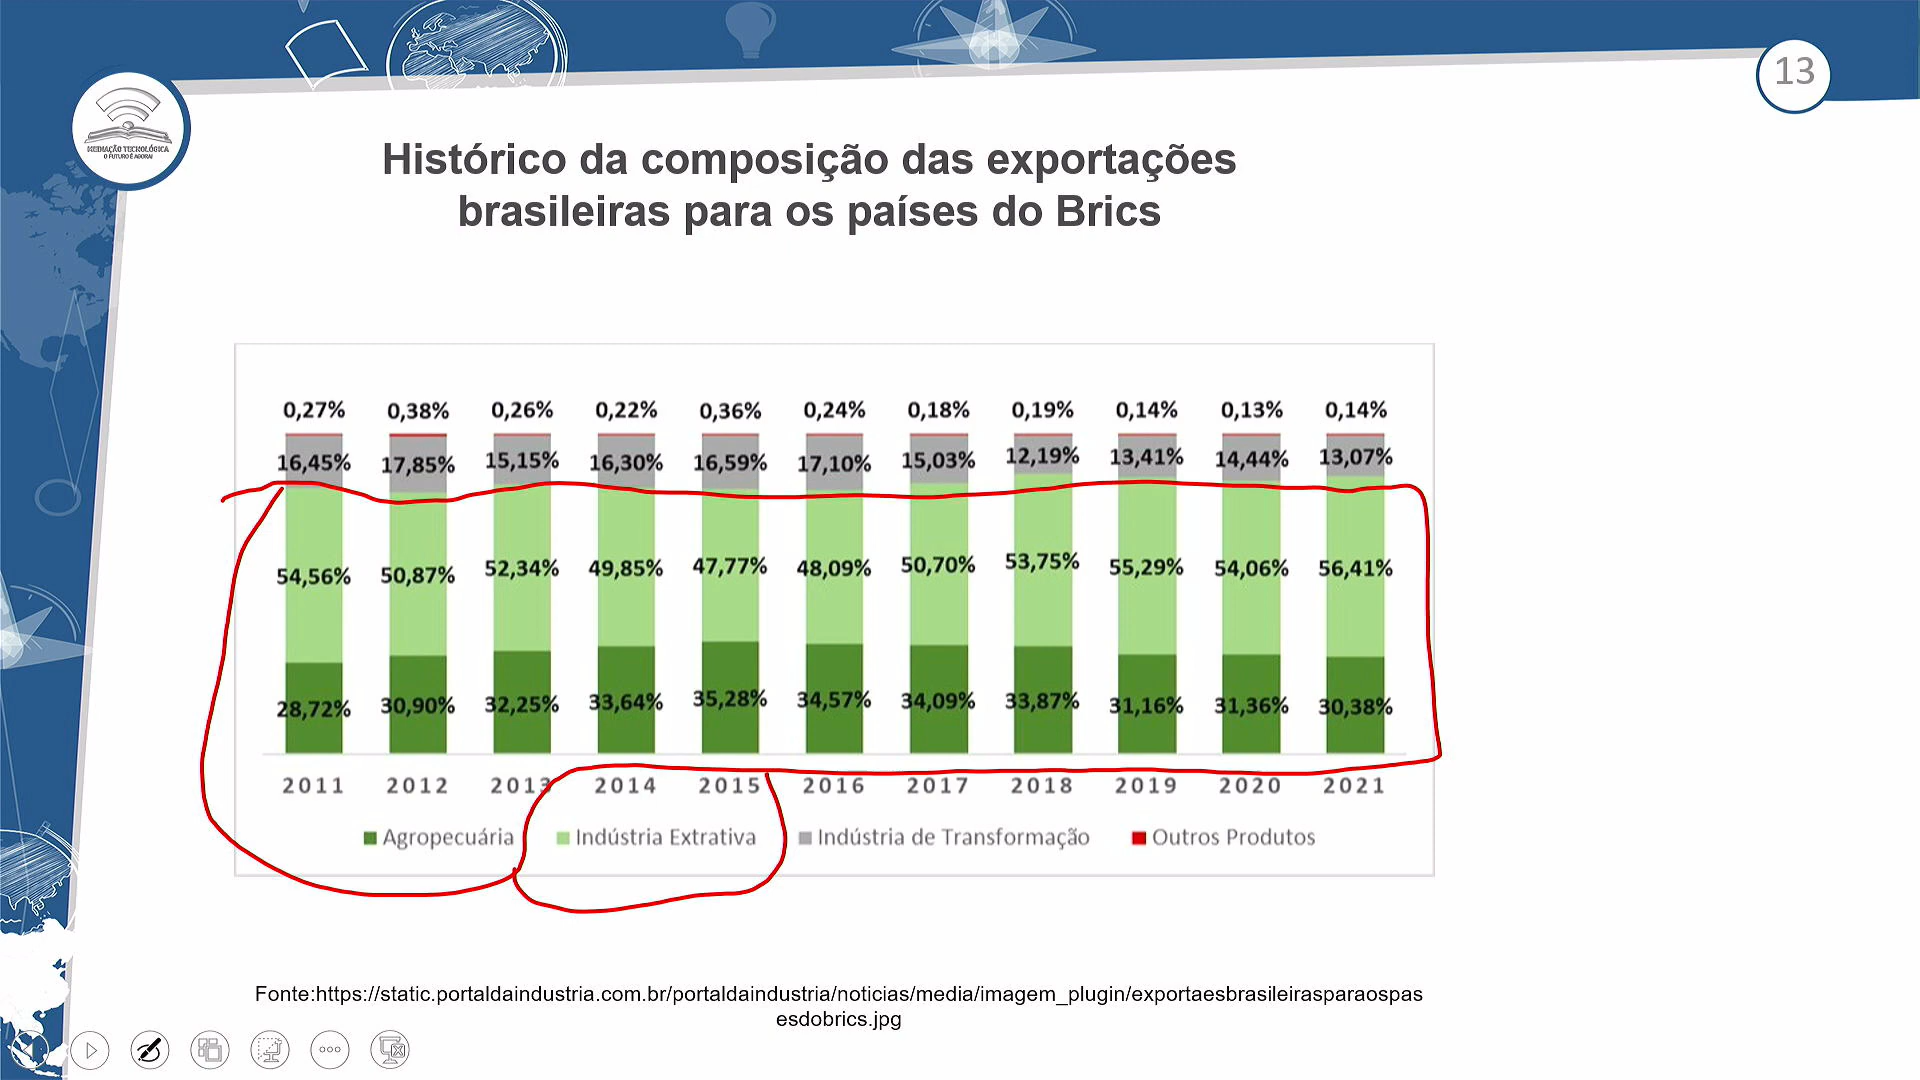 13
MEDIAÇÃO TECNOLÓGICA
O FUTURO É AGORA!
Histórico da composição das exportações
brasileiras para os países do Brics
0,27% 0,38% 0,26% 0,22% 0,36% 0,24% 0,18% 0,19% 0,14% 0,13% 0,14%
16,45% 17,85% 15,15% 16,30% 16,59% 17,10% 15,03% 12,19% 13,41% 14,44% 13,07%
54,56% 50,87% 52,34% 49,85% 47,77% 48,09% 50,70% 53,75% 55,29% 54,06% 56,41%
28,72% 30,90% 32,25% 33,64% 35,28% 34,57% 34,09% 33,87% 31,16% 31,36% 30,38%
2011 2012 2013 2014 2015 2016 2017 2018 2019 2020 2021
Agropecuária Indústria Extrativa Indústria de Transformação Outros Produtos
Fonte:https://static.portaldaindustria.com.br/portaldaindustria/noticias/media/imagem_plugin/exportaesbrasileirasparaospas
esdobrics.jpg